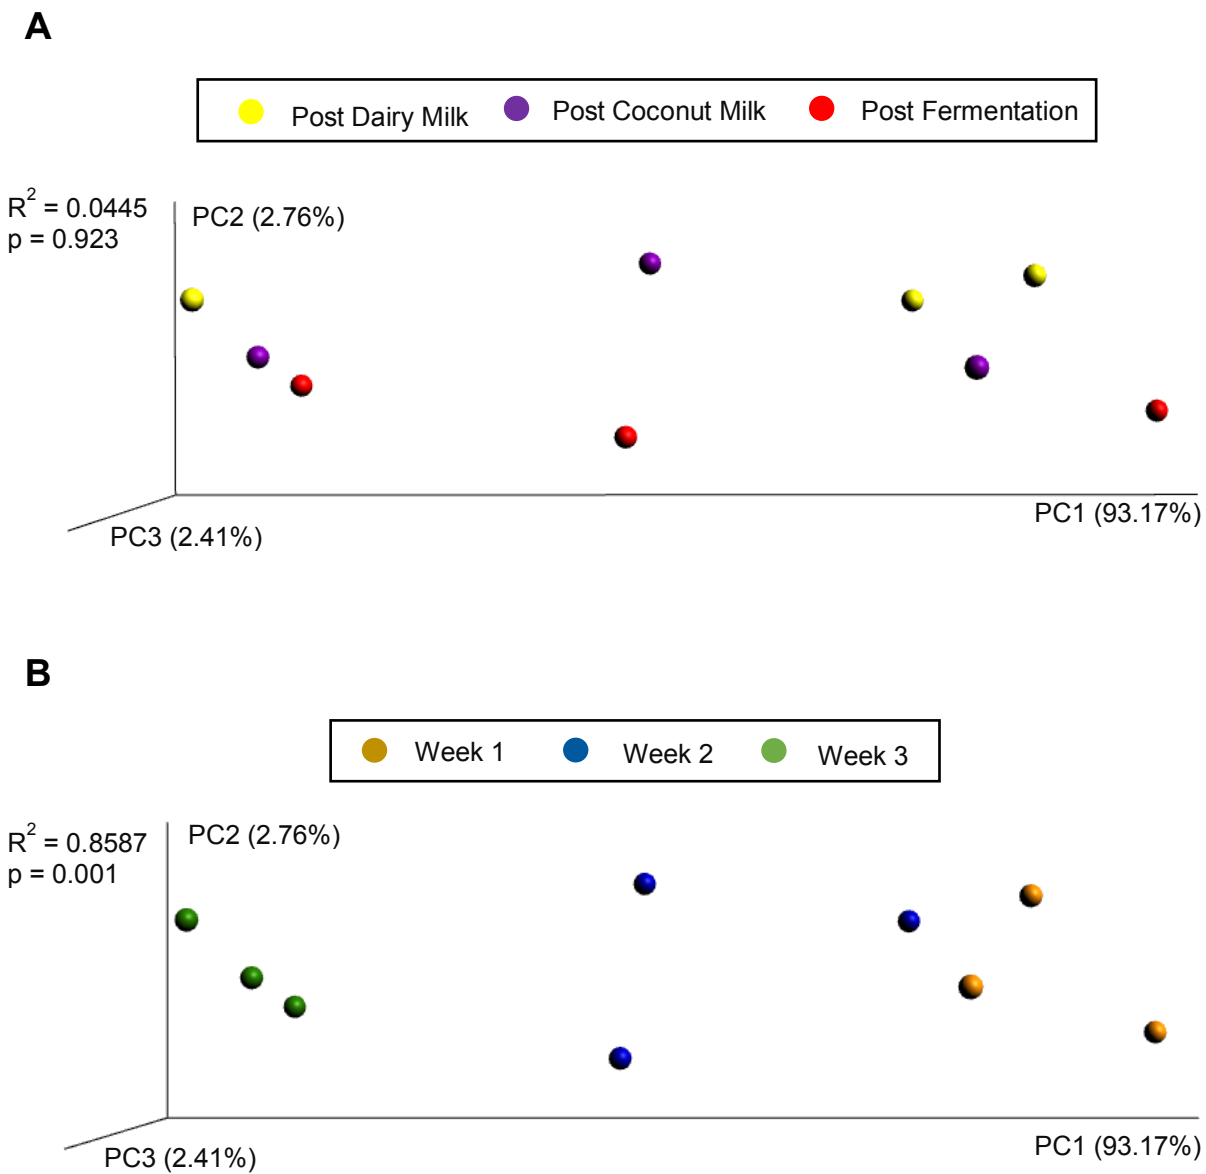 A
Post Dairy Milk Post Coconut Milk Post Fermentation
R² = 0.0445
p = 0.923
PC2 (2.76%)
PC1 (93.17%)
PC3 (2.41%)
B
Week 1 Week 2 Week 3
R² = 0.8587
p = 0.001
PC2 (2.76%)
PC1 (93.17%)
PC3 (2.41%)